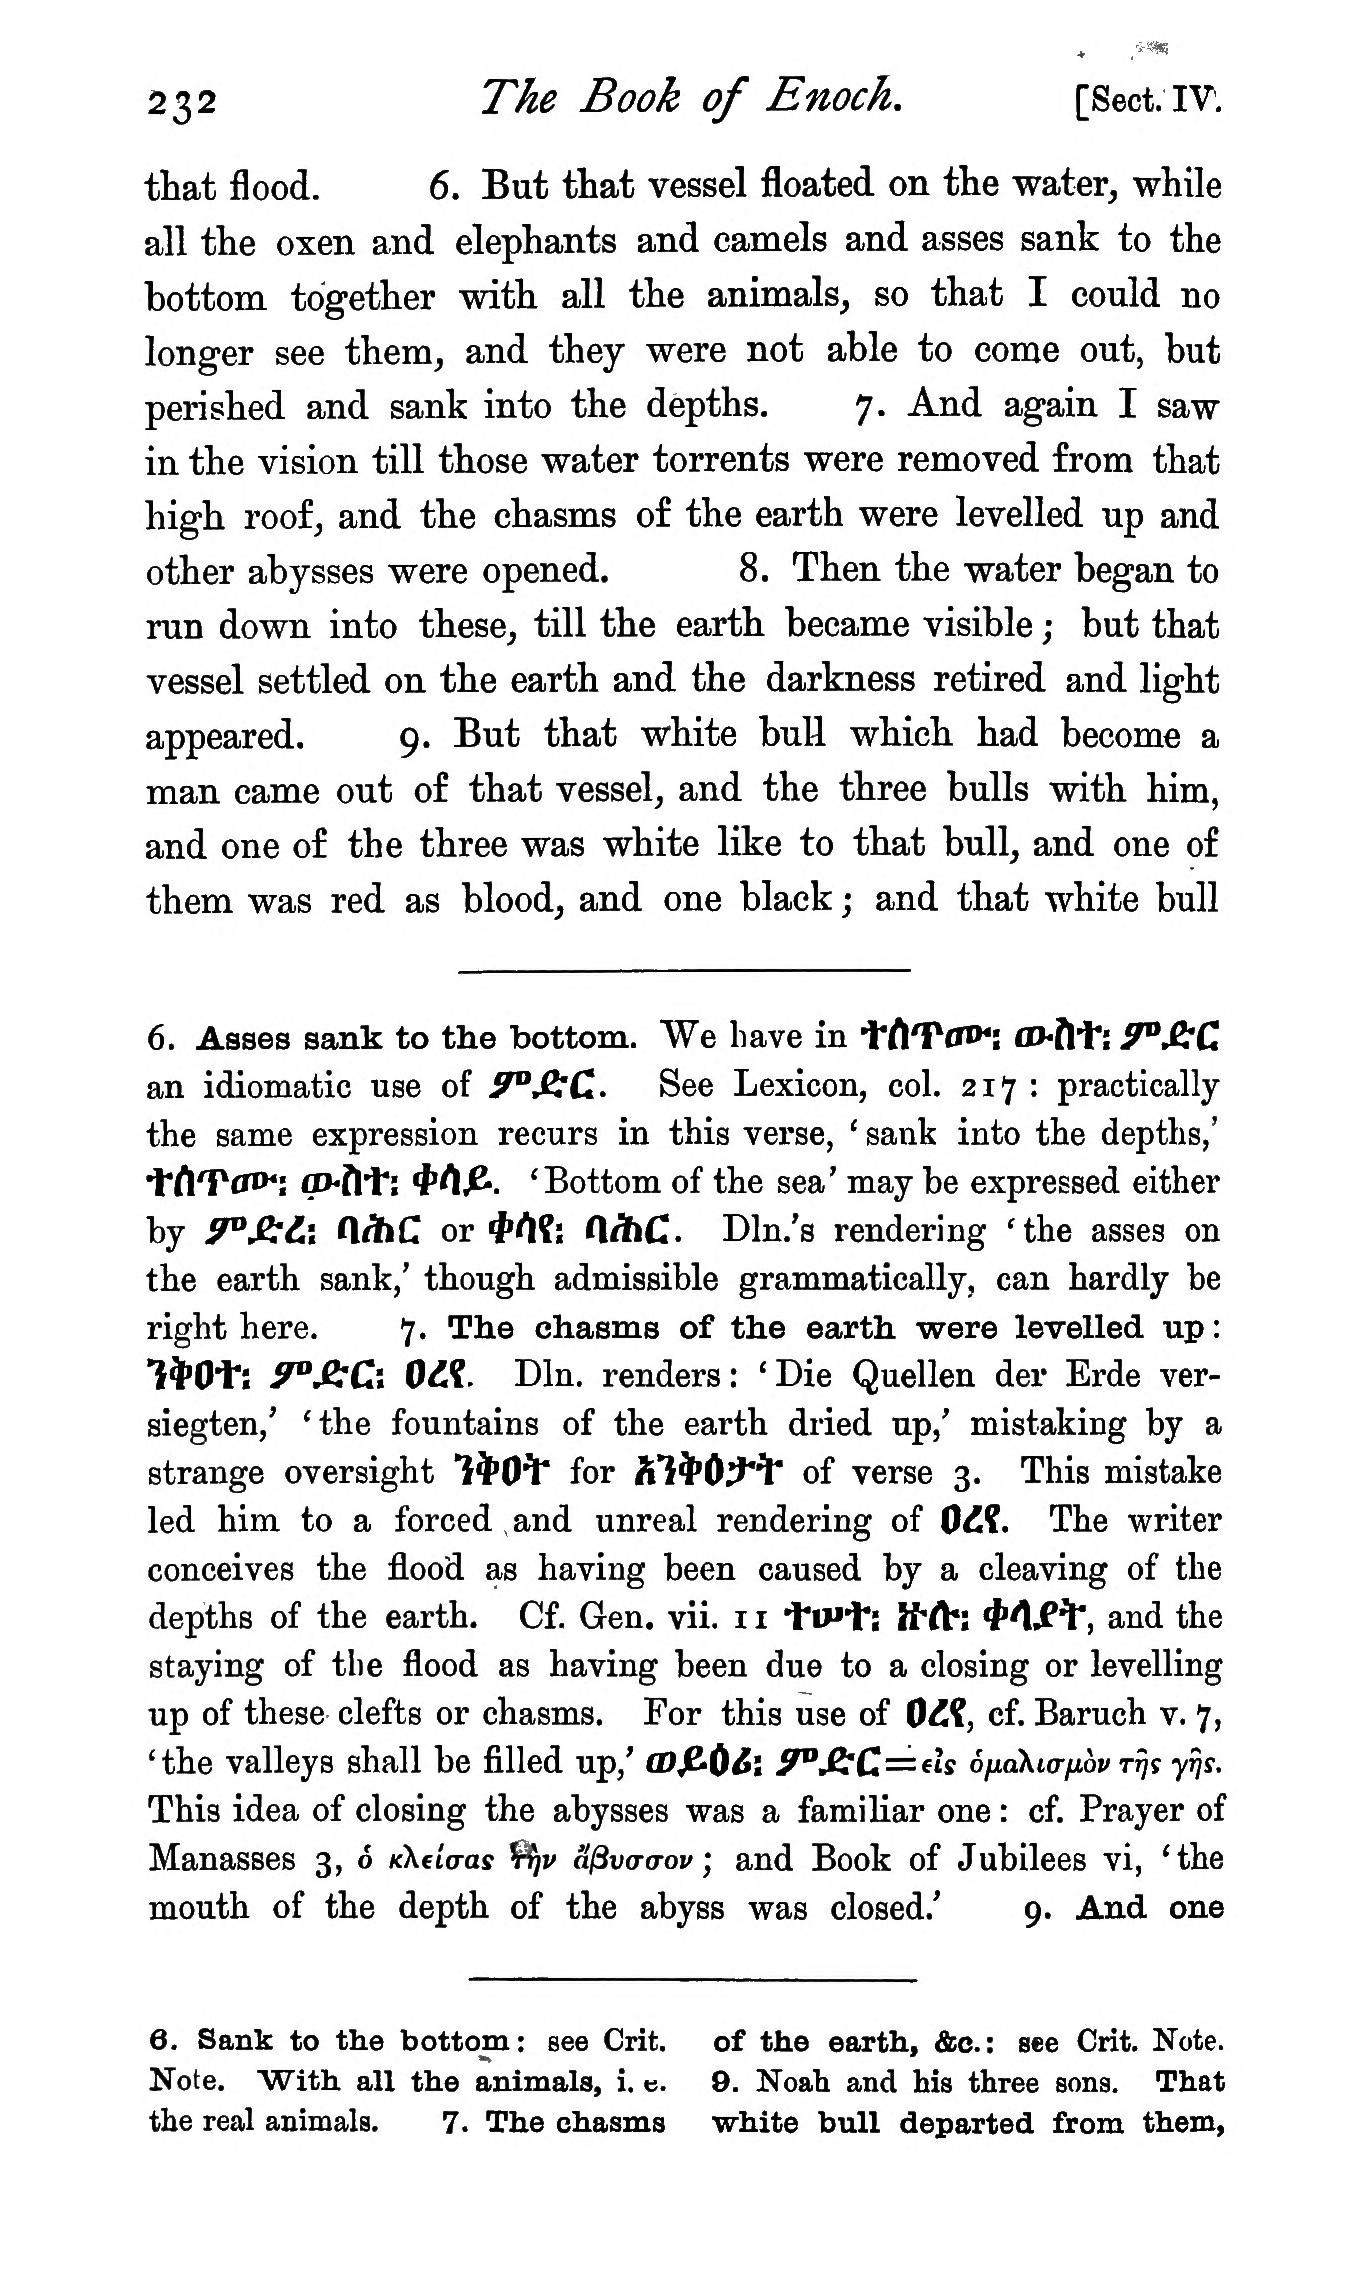 232 The Book of Enoch. [Sect. IV.
that flood. 6. But that vessel floated on the water, while
all the oxen and elephants and camels and asses sank to the
bottom together with all the animals, so that I could no
longer see them, and they were not able to come out, but
perished and sank into the depths. 7. And again I saw
in the vision till those water torrents were removed from that
high roof, and the chasms of the earth were levelled up and
other abysses were opened. 8. Then the water began to
run down into these, till the earth became visible; but that
vessel settled on the earth and the darkness retired and light
appeared. 9. But that white bull which had become a
man came out of that vessel, and the three bulls with him,
and one of the three was white like to that bull, and one of
them was red as blood, and one black; and that white bull
6. Asses sank to the bottom. We have in ተሰጥሙ፡ ውስተ፡ ምድር
an idiomatic use of ምድር. See Lexicon, col. 217: practically
the same expression recurs in this verse, ‘sank into the depths,’
ተሰጥሙ፡ ውስተ፡ ቀላይ. ‘Bottom of the sea’ may be expressed either
by ምድረ፡ ባሕር or ቀላየ፡ ባሕር. Dln.’s rendering ‘the asses on
the earth sank,’ though admissible grammatically, can hardly be
right here. 7. The chasms of the earth were levelled up:
ንቅዐተ፡ ምድር፡ ዐረየ. Dln. renders: ‘Die Quellen der Erde ver-
siegten,’ ‘the fountains of the earth dried up,’ mistaking by a
strange oversight ንቅዐት for አንቅዕታት of verse 3. This mistake
led him to a forced and unreal rendering of ዐረየ. The writer
conceives the flood as having been caused by a cleaving of the
depths of the earth. Cf. Gen. vii. 11 ተሠተ፡ ኵሉ፡ ቀላያት, and the
staying of the flood as having been due to a closing or levelling
up of these clefts or chasms. For this use of ዐረየ, cf. Baruch v. 7,
‘the valleys shall be filled up,’ ወይዕሪ፡ ምድር=εἰς ὁμαλισμὸν τῆς γῆς.
This idea of closing the abysses was a familiar one: cf. Prayer of
Manasses 3, ὁ κλείσας τὴν ἄβυσσον; and Book of Jubilees vi, ‘the
mouth of the depth of the abyss was closed.’ 9. And one
6. Sank to the bottom: see Crit.
Note. With all the animals, i. e.
the real animals. 7. The chasms
of the earth, &c.: see Crit. Note.
9. Noah and his three sons. That
white bull departed from them,